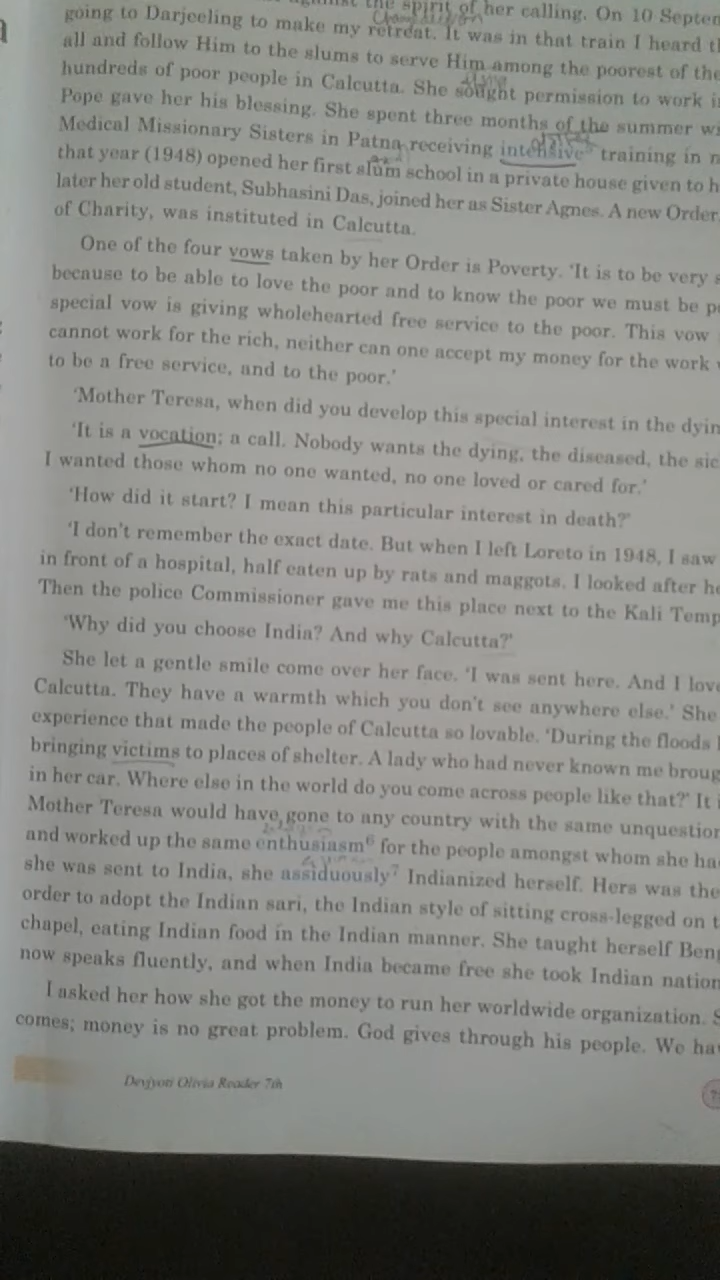 the spirit of her calling. On 10 Septem
going to Darjeeling to make my retreat. It was in that train I heard th
all and follow Him to the slums to serve Him among the poorest of the
hundreds of poor people in Calcutta. She sought permission to work i
Pope gave her his blessing. She spent three months of the summer w
Medical Missionary Sisters in Patna receiving intensive training in
that year (1948) opened her first slum school in a private house given to h
later her old student, Subhasini Das, joined her as Sister Agnes. A new Order,
of Charity, was instituted in Calcutta.
One of the four vows taken by her Order is Poverty. 'It is to be very s
because to be able to love the poor and to know the poor we must be p
special vow is giving wholehearted free service to the poor. This vow
cannot work for the rich, neither can one accept my money for the work
to be a free service, and to the poor.'
'Mother Teresa, when did you develop this special interest in the dyin
'It is a vocation; a call. Nobody wants the dying, the diseased, the sic
I wanted those whom no one wanted, no one loved or cared for.'
'How did it start? I mean this particular interest in death?'
'I don't remember the exact date. But when I left Loreto in 1948, I saw
in front of a hospital, half eaten up by rats and maggots. I looked after he
Then the police Commissioner gave me this place next to the Kali Temp
'Why did you choose India? And why Calcutta?'
She let a gentle smile come over her face. 'I was sent here. And I love
Calcutta. They have a warmth which you don't see anywhere else.' She
experience that made the people of Calcutta so lovable. 'During the floods
bringing victims to places of shelter. A lady who had never known me broug
in her car. Where else in the world do you come across people like that?' It i
Mother Teresa would have gone to any country with the same unquestion
and worked up the same enthusiasm⁶ for the people amongst whom she ha
she was sent to India, she assiduously⁷ Indianized herself. Hers was the
order to adopt the Indian sari, the Indian style of sitting cross-legged on t
chapel, eating Indian food in the Indian manner. She taught herself Beng
now speaks fluently, and when India became free she took Indian nation
I asked her how she got the money to run her worldwide organization. S
comes; money is no great problem. God gives through his people. We ha
Devjyoti Olivia Reader 7th